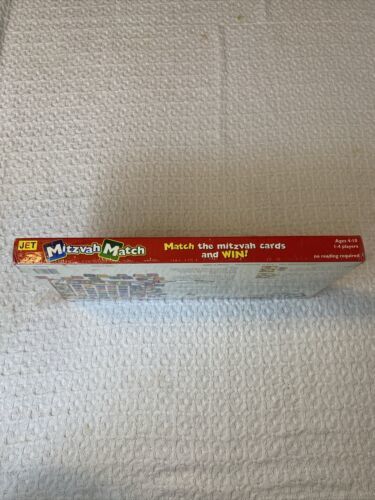 JET
Mitzvah Match
Match the mitzvah cards
and WIN!
Ages 4-10
1-4 players
no reading required